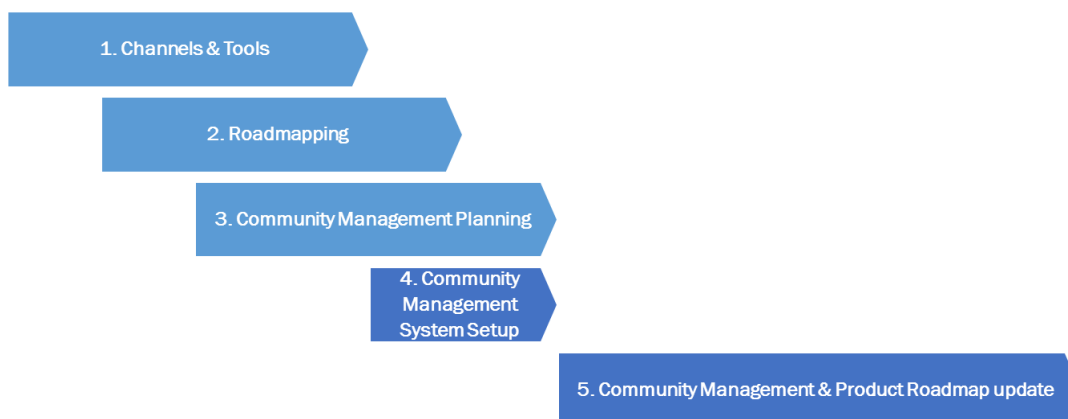 1. Channels & Tools
2. Roadmapping
3. Community Management Planning
4. Community
Management
System Setup
5. Community Management & Product Roadmap update